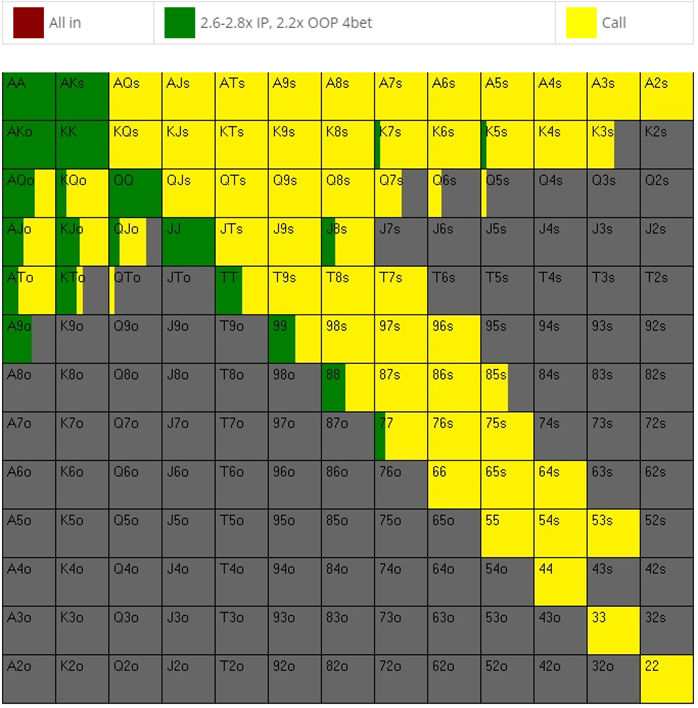 All in 2.6-2.8x IP, 2.2x OOP 4bet Call
AA AKs AQs AJs ATs A9s A8s A7s A6s A5s A4s A3s A2s
AKo KK KQs KJs KTs K9s K8s K7s K6s K5s K4s K3s K2s
AQo KQo QQ QJs QTs Q9s Q8s Q7s Q6s Q5s Q4s Q3s Q2s
AJo KJo QJo JJ JTs J9s J8s J7s J6s J5s J4s J3s J2s
ATo KTo QTo JTo TT T9s T8s T7s T6s T5s T4s T3s T2s
A9o K9o Q9o J9o T9o 99 98s 97s 96s 95s 94s 93s 92s
A8o K8o Q8o J8o T8o 98o 88 87s 86s 85s 84s 83s 82s
A7o K7o Q7o J7o T7o 97o 87o 77 76s 75s 74s 73s 72s
A6o K6o Q6o J6o T6o 96o 86o 76o 66 65s 64s 63s 62s
A5o K5o Q5o J5o T5o 95o 85o 75o 65o 55 54s 53s 52s
A4o K4o Q4o J4o T4o 94o 84o 74o 64o 54o 44 43s 42s
A3o K3o Q3o J3o T3o 93o 83o 73o 63o 53o 43o 33 32s
A2o K2o Q2o J2o T2o 92o 82o 72o 62o 52o 42o 32o 22